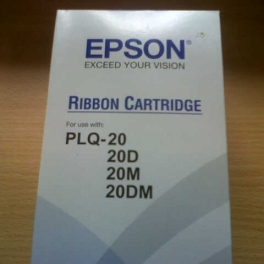 EPSON®
EXCEED YOUR VISION
RIBBON CARTRIDGE
For use with:
PLQ-20
20D
20M
20DM